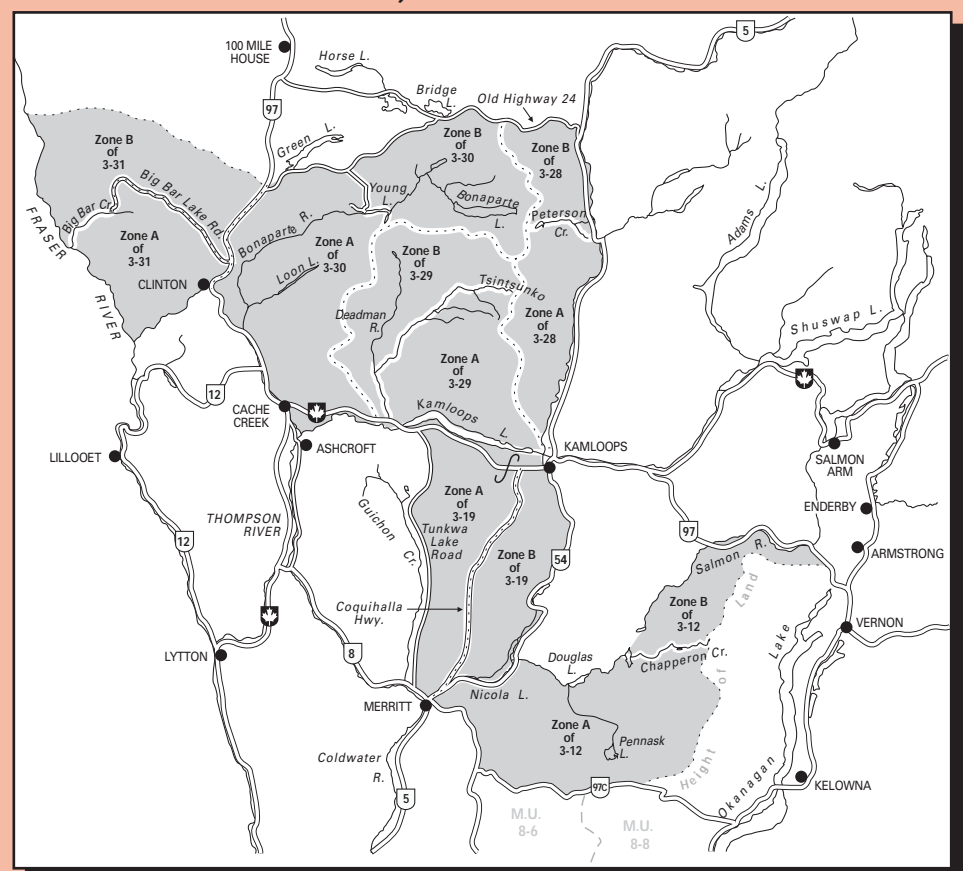 5
100 MILE
HOUSE
Horse L.
Bridge
L.
Old Highway 24
97
Green L.
Zone B
of
3-31
Zone B
of
3-30
Zone B
of
3-28
Big Bar Lake Rd.
Big Bar Cr.
Young
L.
Bonaparte
L.
Peterson
Cr.
Adams L.
FRASER
RIVER
Zone A
of
3-31
Bonaparte R.
Zone A
of
3-30
Loon L.
Zone B
of
3-29
Tsintsunko
CLINTON
Deadman
R.
Zone A
of
3-28
Shuswap L.
Zone A
of
3-29
12
CACHE
CREEK
Kamloops
L.
ASHCROFT
KAMLOOPS
LILLOOET
SALMON
ARM
Guichon
Cr.
Zone A
of
3-19
Tunkwa
Lake
Road
THOMPSON
RIVER
ENDERBY
12
97
Salmon R.
ARMSTRONG
54
Zone B
of
3-19
Zone B
of
3-12
Height of Land
Coquihalla
Hwy.
VERNON
LYTTON
8
Douglas
L.
Chapperon Cr.
Okanagan Lake
Nicola L.
MERRITT
Zone A
of
3-12
Pennask
L.
Coldwater
R.
5
97C
KELOWNA
M.U.
8-6
M.U.
8-8